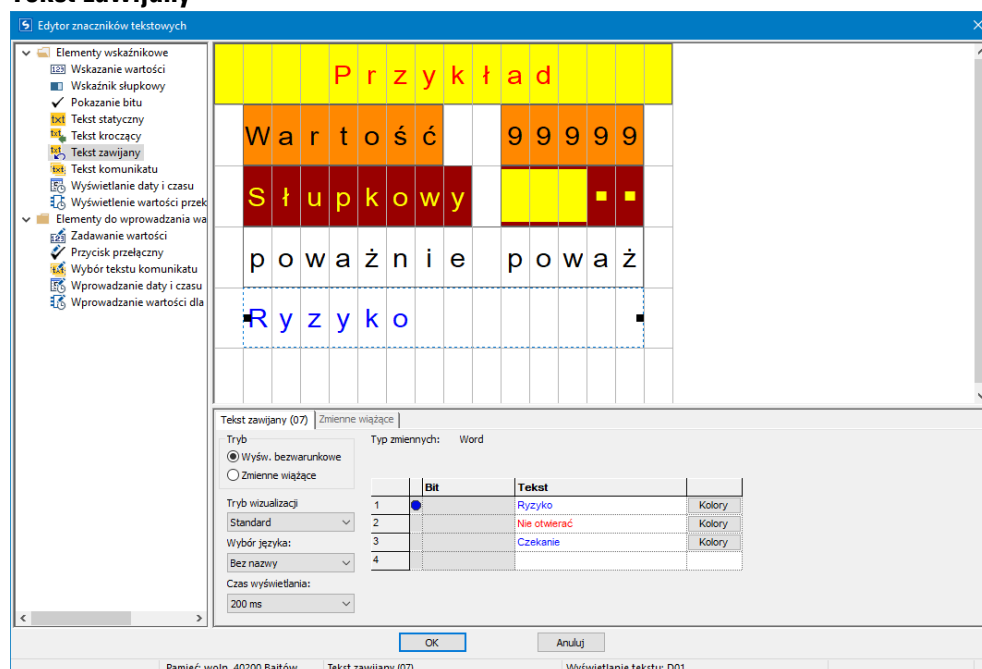 Tekst zawijany
Edytor znaczników tekstowych
Elementy wskaźnikowe
Wskazanie wartości
Wskaźnik słupkowy
Pokazanie bitu
Tekst statyczny
Tekst kroczący
Tekst zawijany
Tekst komunikatu
Wyświetlanie daty i czasu
Wyświetlenie wartości przek
Elementy do wprowadzania wa
Zadawanie wartości
Przycisk przełączny
Wybór tekstu komunikatu
Wprowadzanie daty i czasu
Wprowadzanie wartości dla
Przykład
Wartość 99999
Słupkowy
poważnie poważ
Ryzyko
Tekst zawijany (07) Zmienne wiążące
Tryb
Wyśw. bezwarunkowe
Zmienne wiążące
Tryb wizualizacji
Standard
Wybór języka:
Bez nazwy
Czas wyświetlania:
200 ms
Typ zmiennych: Word
Bit Tekst
1 Ryzyko Kolory
2 Nie otwierać Kolory
3 Czekanie Kolory
4
OK Anuluj
Pamięć: woln. 40200 Bajtów Tekst zawijany (07) Wyświetlanie tekstu: D01